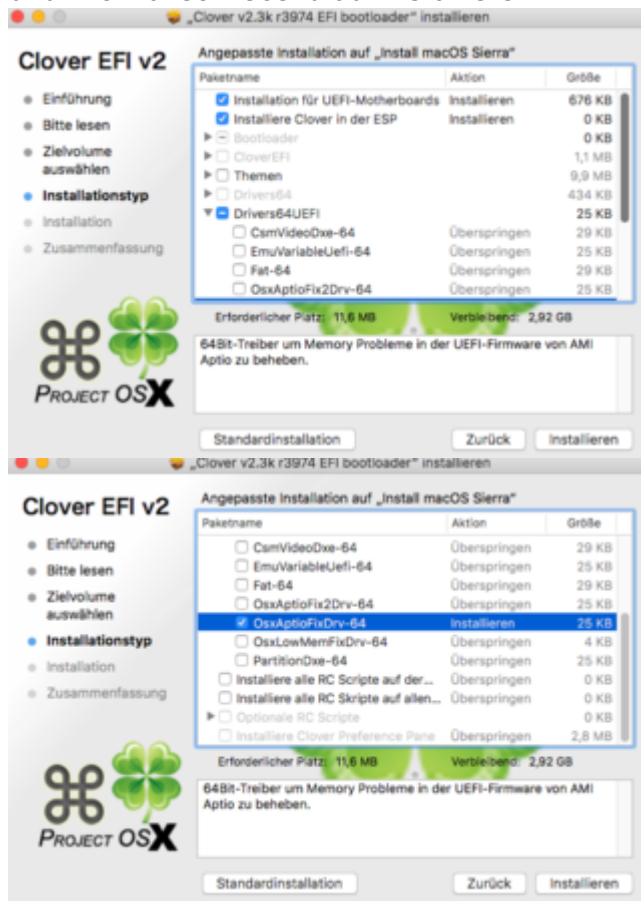 „Clover v2.3k r3974 EFI bootloader“ installieren
Clover EFI v2
Angepasste Installation auf „Install macOS Sierra“
Paketname Aktion Größe
Einführung
Bitte lesen
Zielvolume
auswählen
Installationstyp
Installation
Zusammenfassung
Installation für UEFI-Motherboards Installieren 676 KB
Installiere Clover in der ESP Installieren 0 KB
Bootloader 0 KB
CloverEFI 1,1 MB
Themen 9,9 MB
Drivers64 434 KB
Drivers64UEFI 25 KB
CsmVideoDxe-64 Überspringen 29 KB
EmuVariableUefi-64 Überspringen 25 KB
Fat-64 Überspringen 29 KB
OsxAptioFix2Drv-64 Überspringen 25 KB
Erforderlicher Platz: 11,6 MB Verbleibend: 2,92 GB
64Bit-Treiber um Memory Probleme in der UEFI-Firmware von AMI
Aptio zu beheben.
PROJECT OSX
Standardinstallation Zurück Installieren
„Clover v2.3k r3974 EFI bootloader“ installieren
Clover EFI v2
Angepasste Installation auf „Install macOS Sierra“
Paketname Aktion Größe
Einführung
Bitte lesen
Zielvolume
auswählen
Installationstyp
Installation
Zusammenfassung
CsmVideoDxe-64 Überspringen 29 KB
EmuVariableUefi-64 Überspringen 25 KB
Fat-64 Überspringen 29 KB
OsxAptioFix2Drv-64 Überspringen 25 KB
OsxAptioFixDrv-64 Installieren 25 KB
OsxLowMemFixDrv-64 Überspringen 4 KB
PartitionDxe-64 Überspringen 25 KB
Installiere alle RC Scripte auf der... Überspringen 0 KB
Installiere alle RC Skripte auf allen... Überspringen 0 KB
Optionale RC Scripte 0 KB
Installiere Clover Preference Pane Überspringen 2,8 MB
Erforderlicher Platz: 11,6 MB Verbleibend: 2,92 GB
64Bit-Treiber um Memory Probleme in der UEFI-Firmware von AMI
Aptio zu beheben.
PROJECT OSX
Standardinstallation Zurück Installieren